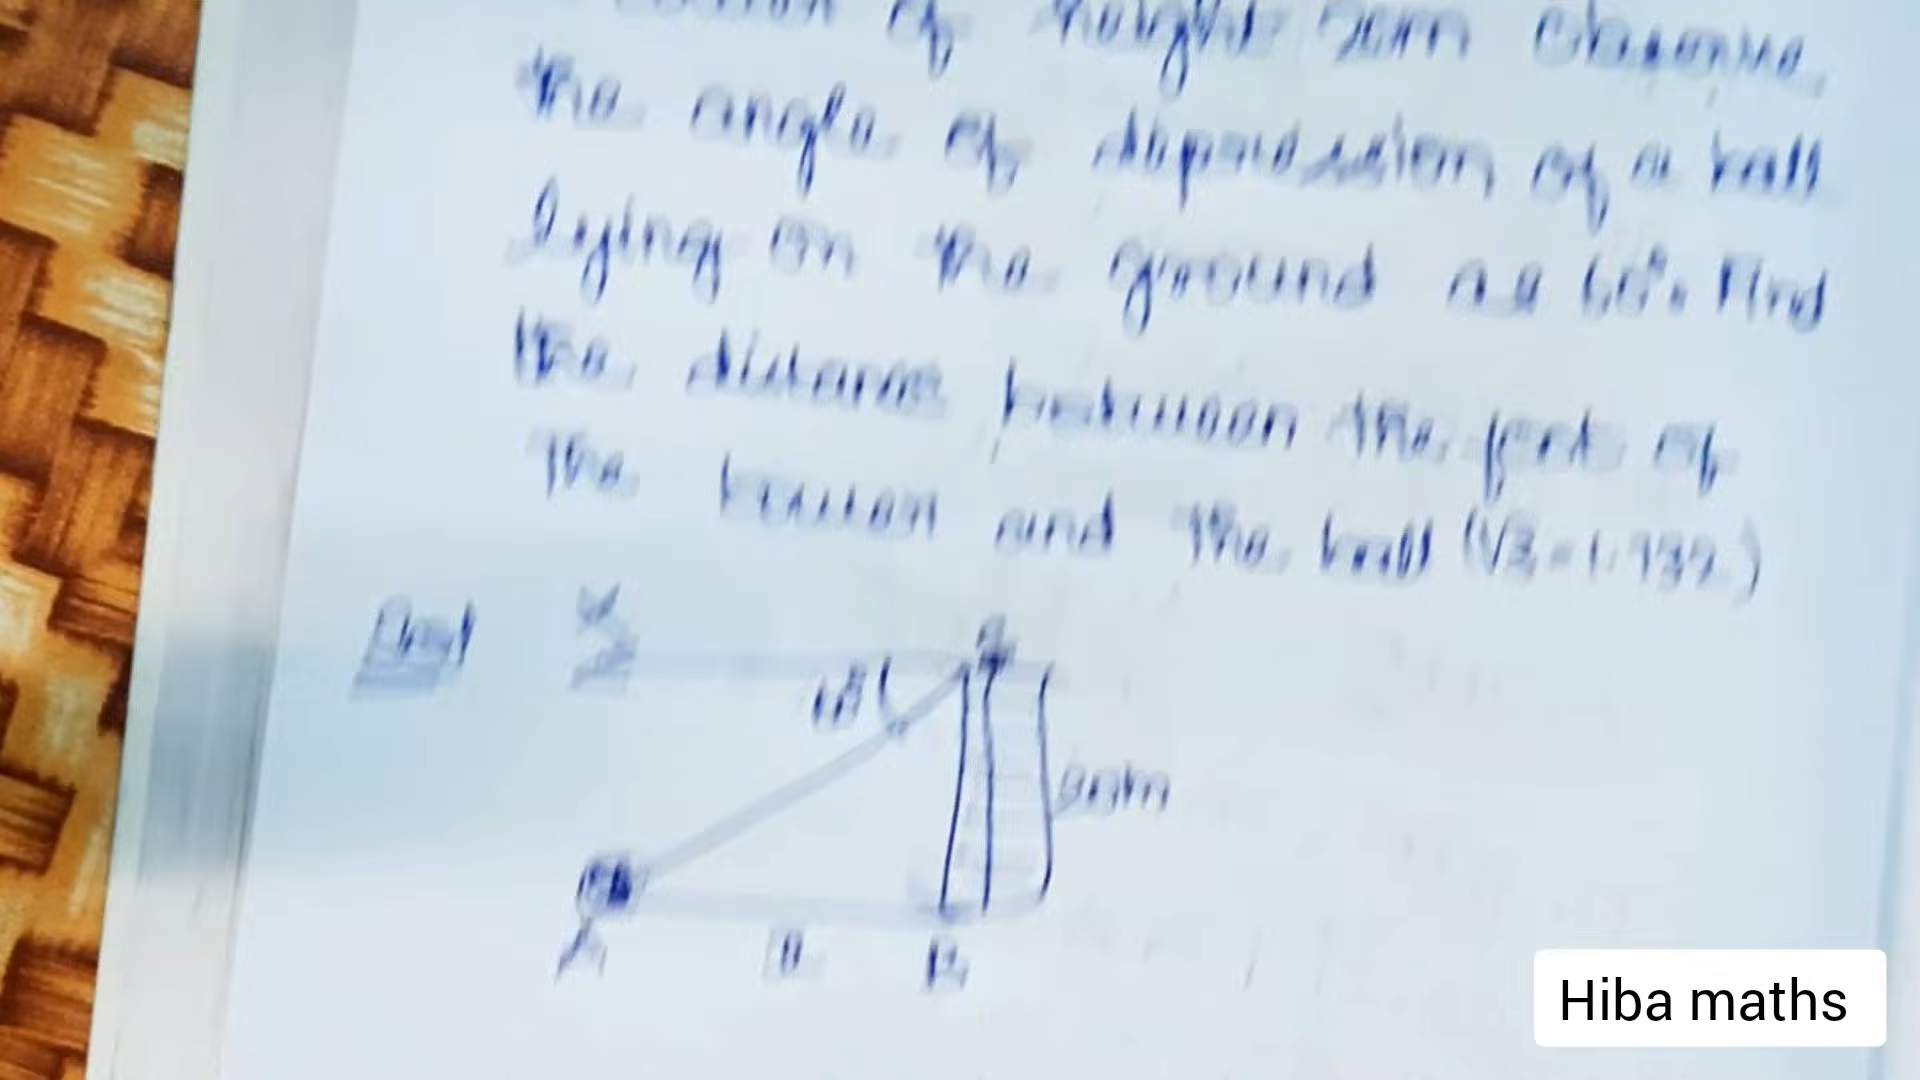 of height 20m observes
the angle of depression of a ball
lying on the ground as 60°. Find
the distance between the foot of
the tower and the ball (√3=1.732)
60°
20m
A
B
Hiba maths